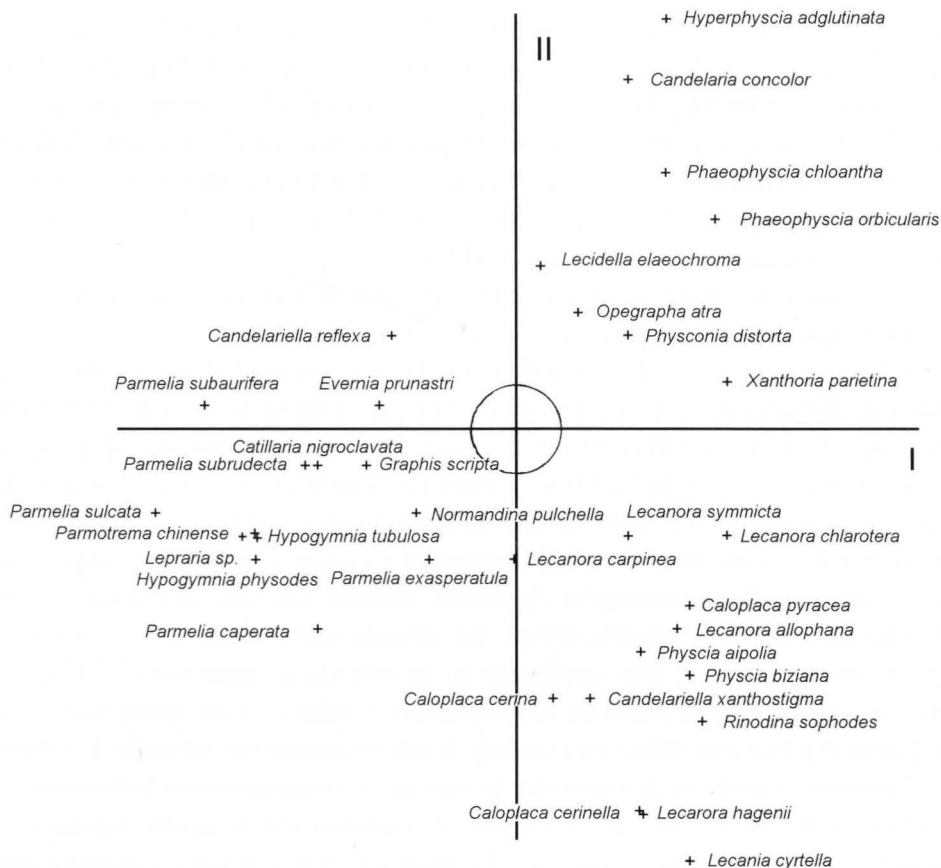 Hyperphyscia adglutinata
II
Candelaria concolor
Phaeophyscia chloantha
Phaeophyscia orbicularis
Lecidella elaeochroma
Opegrapha atra
Candelariella reflexa
Physconia distorta
Parmelia subaurifera
Evernia prunastri
Xanthoria parietina
Catillaria nigroclavata
Parmelia subrudecta
Graphis scripta
I
Parmelia sulcata
Normandina pulchella
Lecanora symmicta
Parmotrema chinense
Hypogymnia tubulosa
Lecanora chlarotera
Lepraria sp.
Lecanora carpinea
Hypogymnia physodes
Parmelia exasperatula
Caloplaca pyracea
Parmelia caperata
Lecanora allophana
Physcia aipolia
Physcia biziana
Caloplaca cerina
Candelariella xanthostigma
Rinodina sophodes
Caloplaca cerinella
Lecarora hagenii
Lecania cyrtella